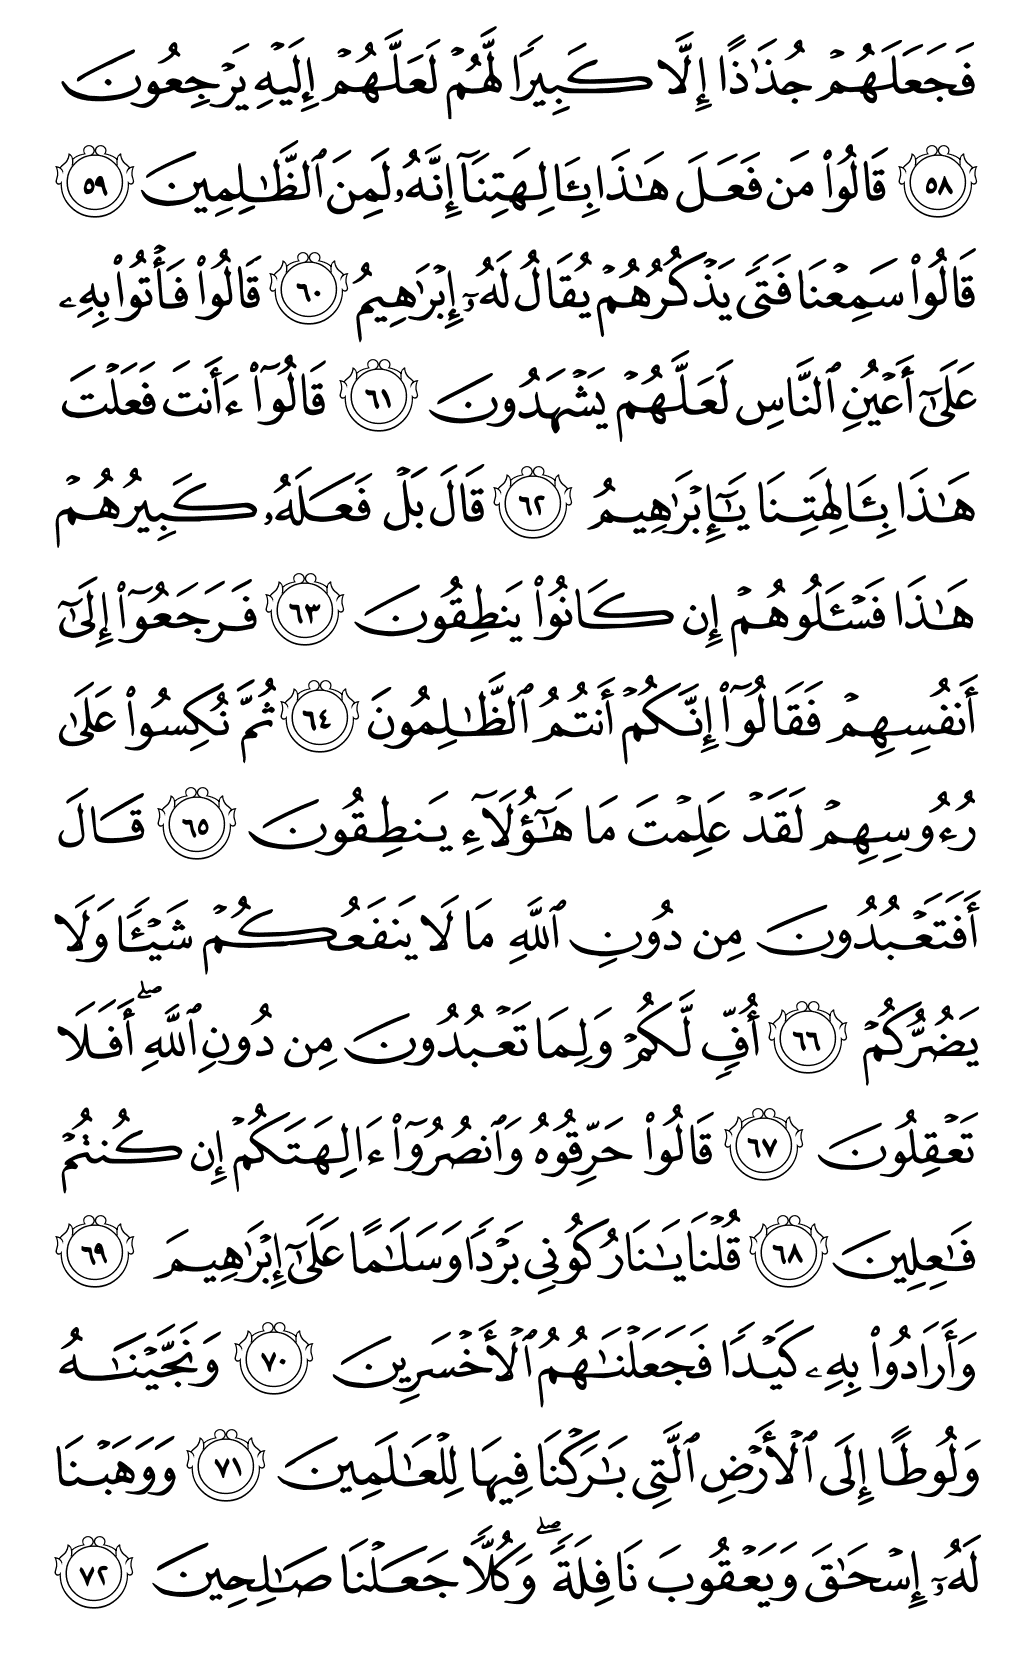 فَجَعَلَهُمْ جُذَٰذًا إِلَّا كَبِيرًا لَّهُمْ لَعَلَّهُمْ إِلَيْهِ يَرْجِعُونَ
٥٨ قَالُوا۟ مَن فَعَلَ هَٰذَا بِـَٔالِهَتِنَآ إِنَّهُۥ لَمِنَ ٱلظَّٰلِمِينَ ٥٩
قَالُوا۟ سَمِعْنَا فَتًى يَذْكُرُهُمْ يُقَالُ لَهُۥٓ إِبْرَٰهِيمُ ٦٠ قَالُوا۟ فَأْتُوا۟ بِهِۦ
عَلَىٰٓ أَعْيُنِ ٱلنَّاسِ لَعَلَّهُمْ يَشْهَدُونَ ٦١ قَالُوٓا۟ ءَأَنتَ فَعَلْتَ
هَٰذَا بِـَٔالِهَتِنَا يَٰٓإِبْرَٰهِيمُ ٦٢ قَالَ بَلْ فَعَلَهُۥ كَبِيرُهُمْ
هَٰذَا فَسْـَٔلُوهُمْ إِن كَانُوا۟ يَنطِقُونَ ٦٣ فَرَجَعُوٓا۟ إِلَىٰٓ
أَنفُسِهِمْ فَقَالُوٓا۟ إِنَّكُمْ أَنتُمُ ٱلظَّٰلِمُونَ ٦٤ ثُمَّ نُكِسُوا۟ عَلَىٰ
رُءُوسِهِمْ لَقَدْ عَلِمْتَ مَا هَٰٓؤُلَآءِ يَنطِقُونَ ٦٥ قَالَ
أَفَتَعْبُدُونَ مِن دُونِ ٱللَّهِ مَا لَا يَنفَعُكُمْ شَيْـًٔا وَلَا
يَضُرُّكُمْ ٦٦ أُفٍّ لَّكُمْ وَلِمَا تَعْبُدُونَ مِن دُونِ ٱللَّهِ ۖ أَفَلَا
تَعْقِلُونَ ٦٧ قَالُوا۟ حَرِّقُوهُ وَٱنصُرُوٓا۟ ءَالِهَتَكُمْ إِن كُنتُمْ
فَٰعِلِينَ ٦٨ قُلْنَا يَٰنَارُ كُونِى بَرْدًا وَسَلَٰمًا عَلَىٰٓ إِبْرَٰهِيمَ ٦٩
وَأَرَادُوا۟ بِهِۦ كَيْدًا فَجَعَلْنَٰهُمُ ٱلْأَخْسَرِينَ ٧٠ وَنَجَّيْنَٰهُ
وَلُوطًا إِلَى ٱلْأَرْضِ ٱلَّتِى بَٰرَكْنَا فِيهَا لِلْعَٰلَمِينَ ٧١ وَوَهَبْنَا
لَهُۥٓ إِسْحَٰقَ وَيَعْقُوبَ نَافِلَةً ۖ وَكُلًّا جَعَلْنَا صَٰلِحِينَ ٧٢